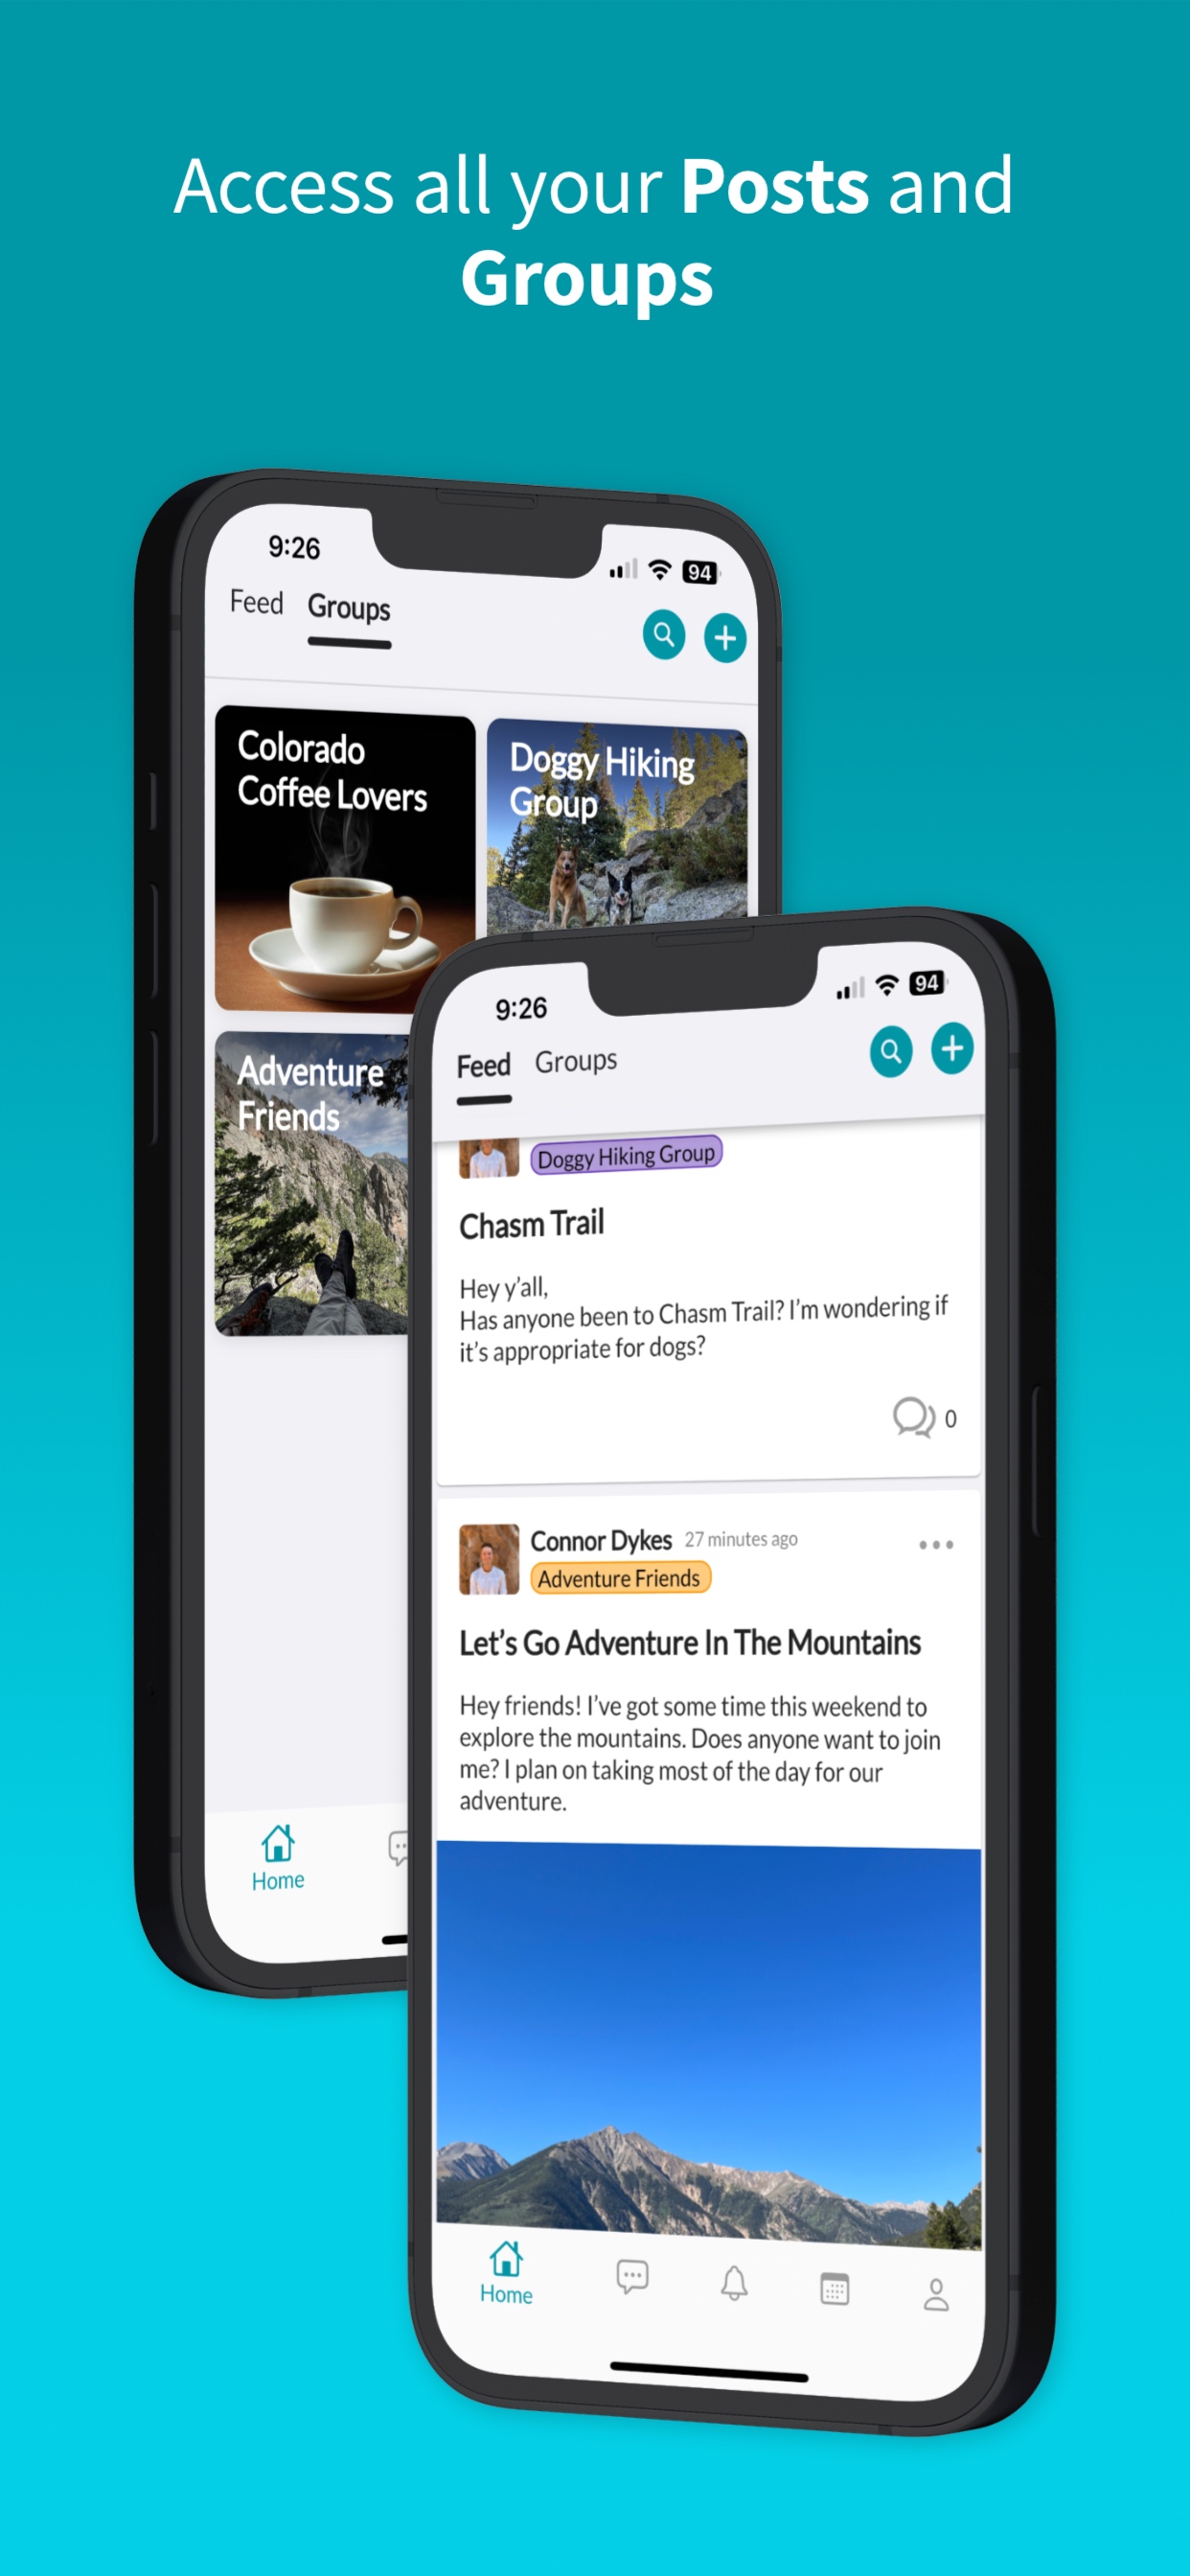 Access all your Posts and
Groups
9:26
94
Feed Groups
Colorado
Coffee Lovers
Doggy Hiking
Group
Adventure
Friends
Home
9:26
94
Feed Groups
Doggy Hiking Group
Chasm Trail
Hey y’all,
Has anyone been to Chasm Trail? I’m wondering if
it’s appropriate for dogs?
0
Connor Dykes 27 minutes ago
Adventure Friends
Let’s Go Adventure In The Mountains
Hey friends! I’ve got some time this weekend to
explore the mountains. Does anyone want to join
me? I plan on taking most of the day for our
adventure.
Home